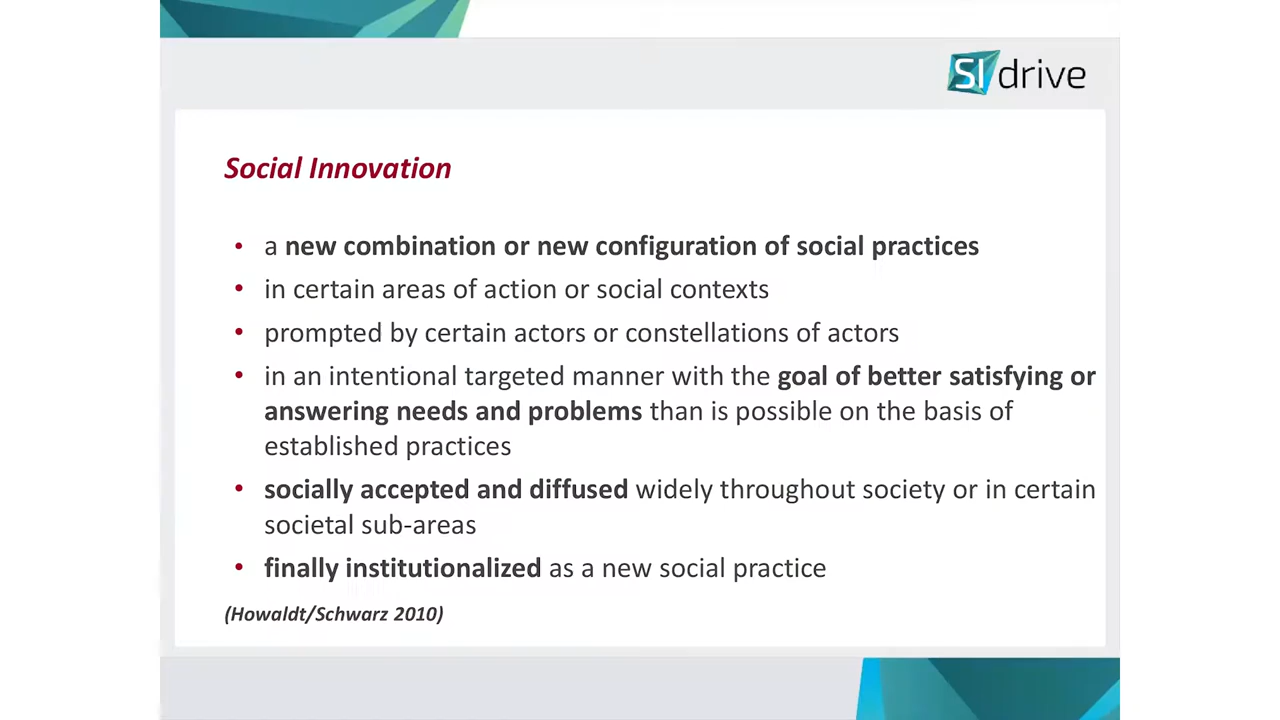 SI drive
Social Innovation
• a new combination or new configuration of social practices
• in certain areas of action or social contexts
• prompted by certain actors or constellations of actors
• in an intentional targeted manner with the goal of better satisfying or
answering needs and problems than is possible on the basis of
established practices
• socially accepted and diffused widely throughout society or in certain
societal sub-areas
• finally institutionalized as a new social practice
(Howaldt/Schwarz 2010)